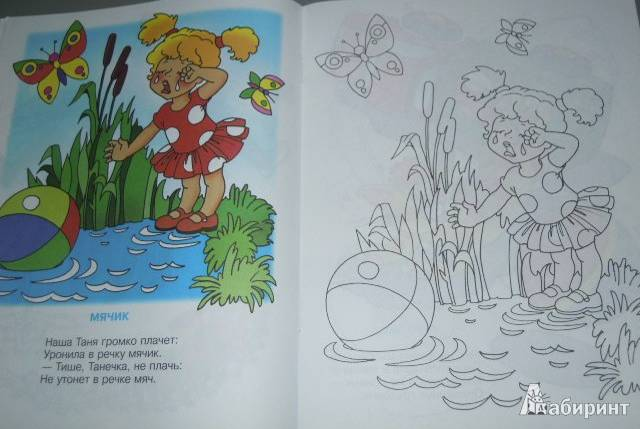 МЯЧИК
Наша Таня громко плачет:
Уронила в речку мячик.
— Тише, Танечка, не плачь:
Не утонет в речке мяч.
Лабиринт